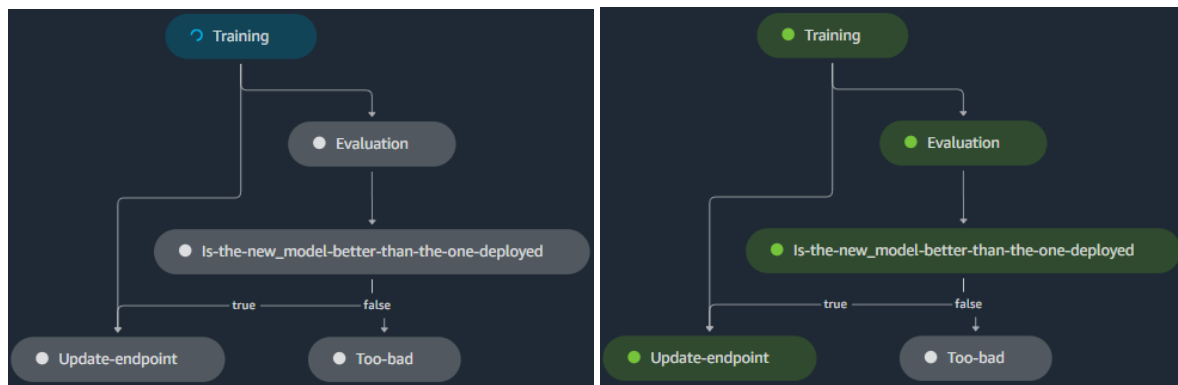 Training
Evaluation
Is-the-new_model-better-than-the-one-deployed
true
false
Update-endpoint
Too-bad
Training
Evaluation
Is-the-new_model-better-than-the-one-deployed
true
false
Update-endpoint
Too-bad